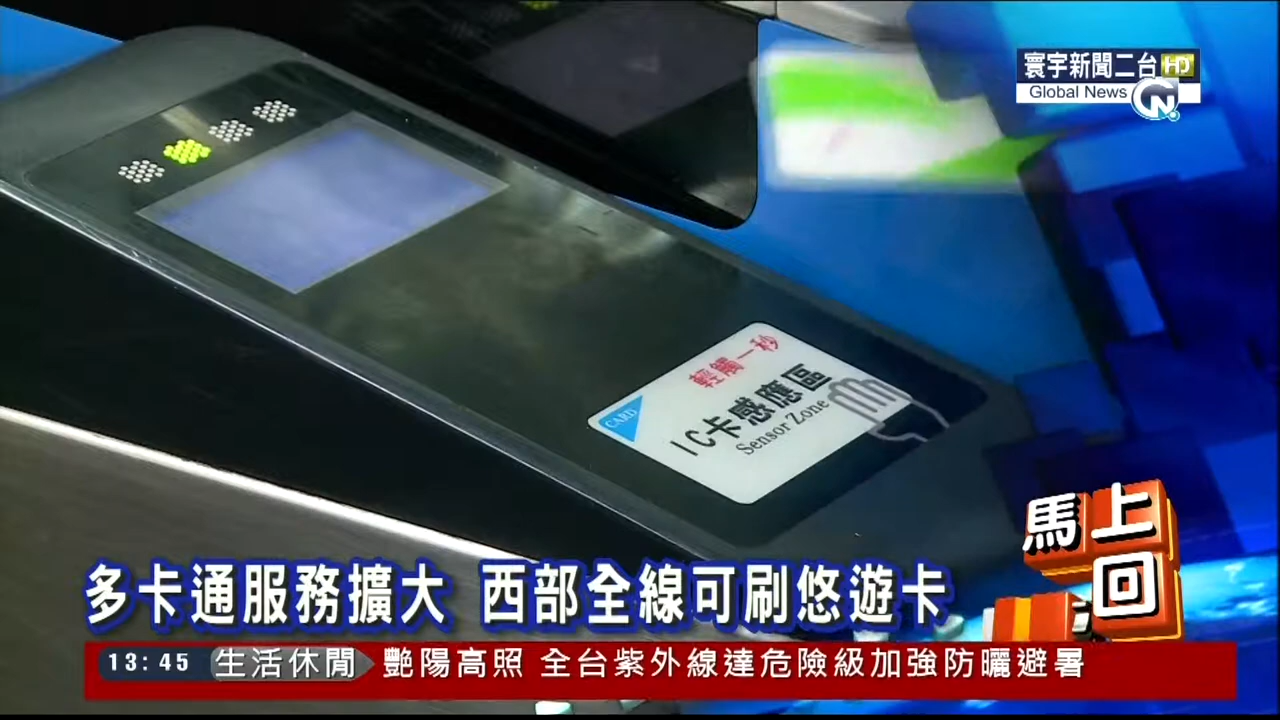 寰宇新聞二台 HD
Global News
輕觸一秒
CARD
IC卡感應區
Sensor Zone
馬上
回
多卡通服務擴大 西部全線可刷悠遊卡
13:45 生活休閒 艷陽高照 全台紫外線達危險級加強防曬避暑